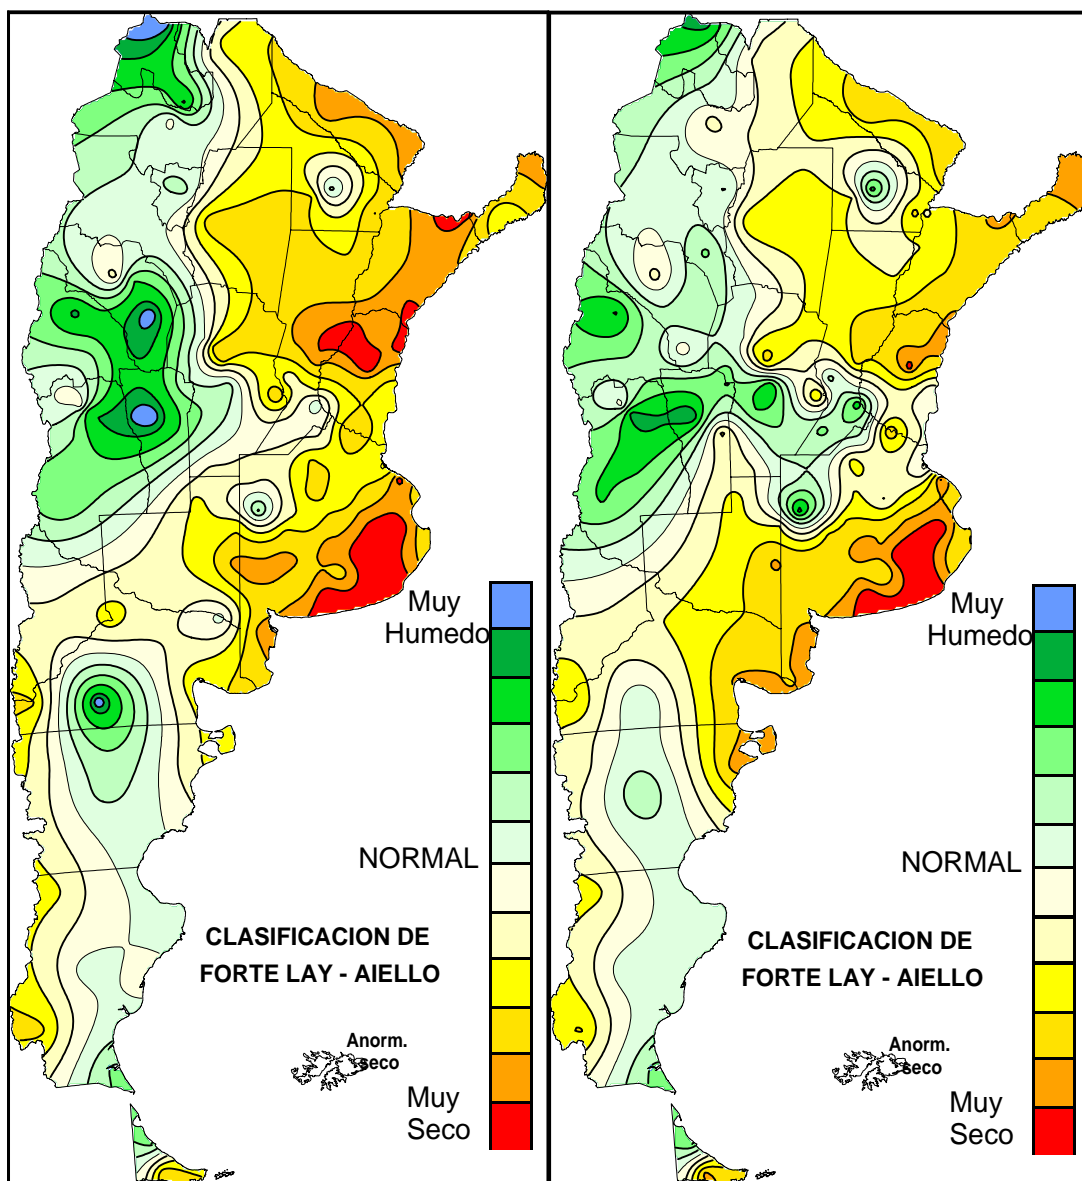 Muy
Humedo
NORMAL
CLASIFICACION DE
FORTE LAY - AIELLO
Anorm.
seco
Muy
Seco
Muy
Humedo
NORMAL
CLASIFICACION DE
FORTE LAY - AIELLO
Anorm.
seco
Muy
Seco